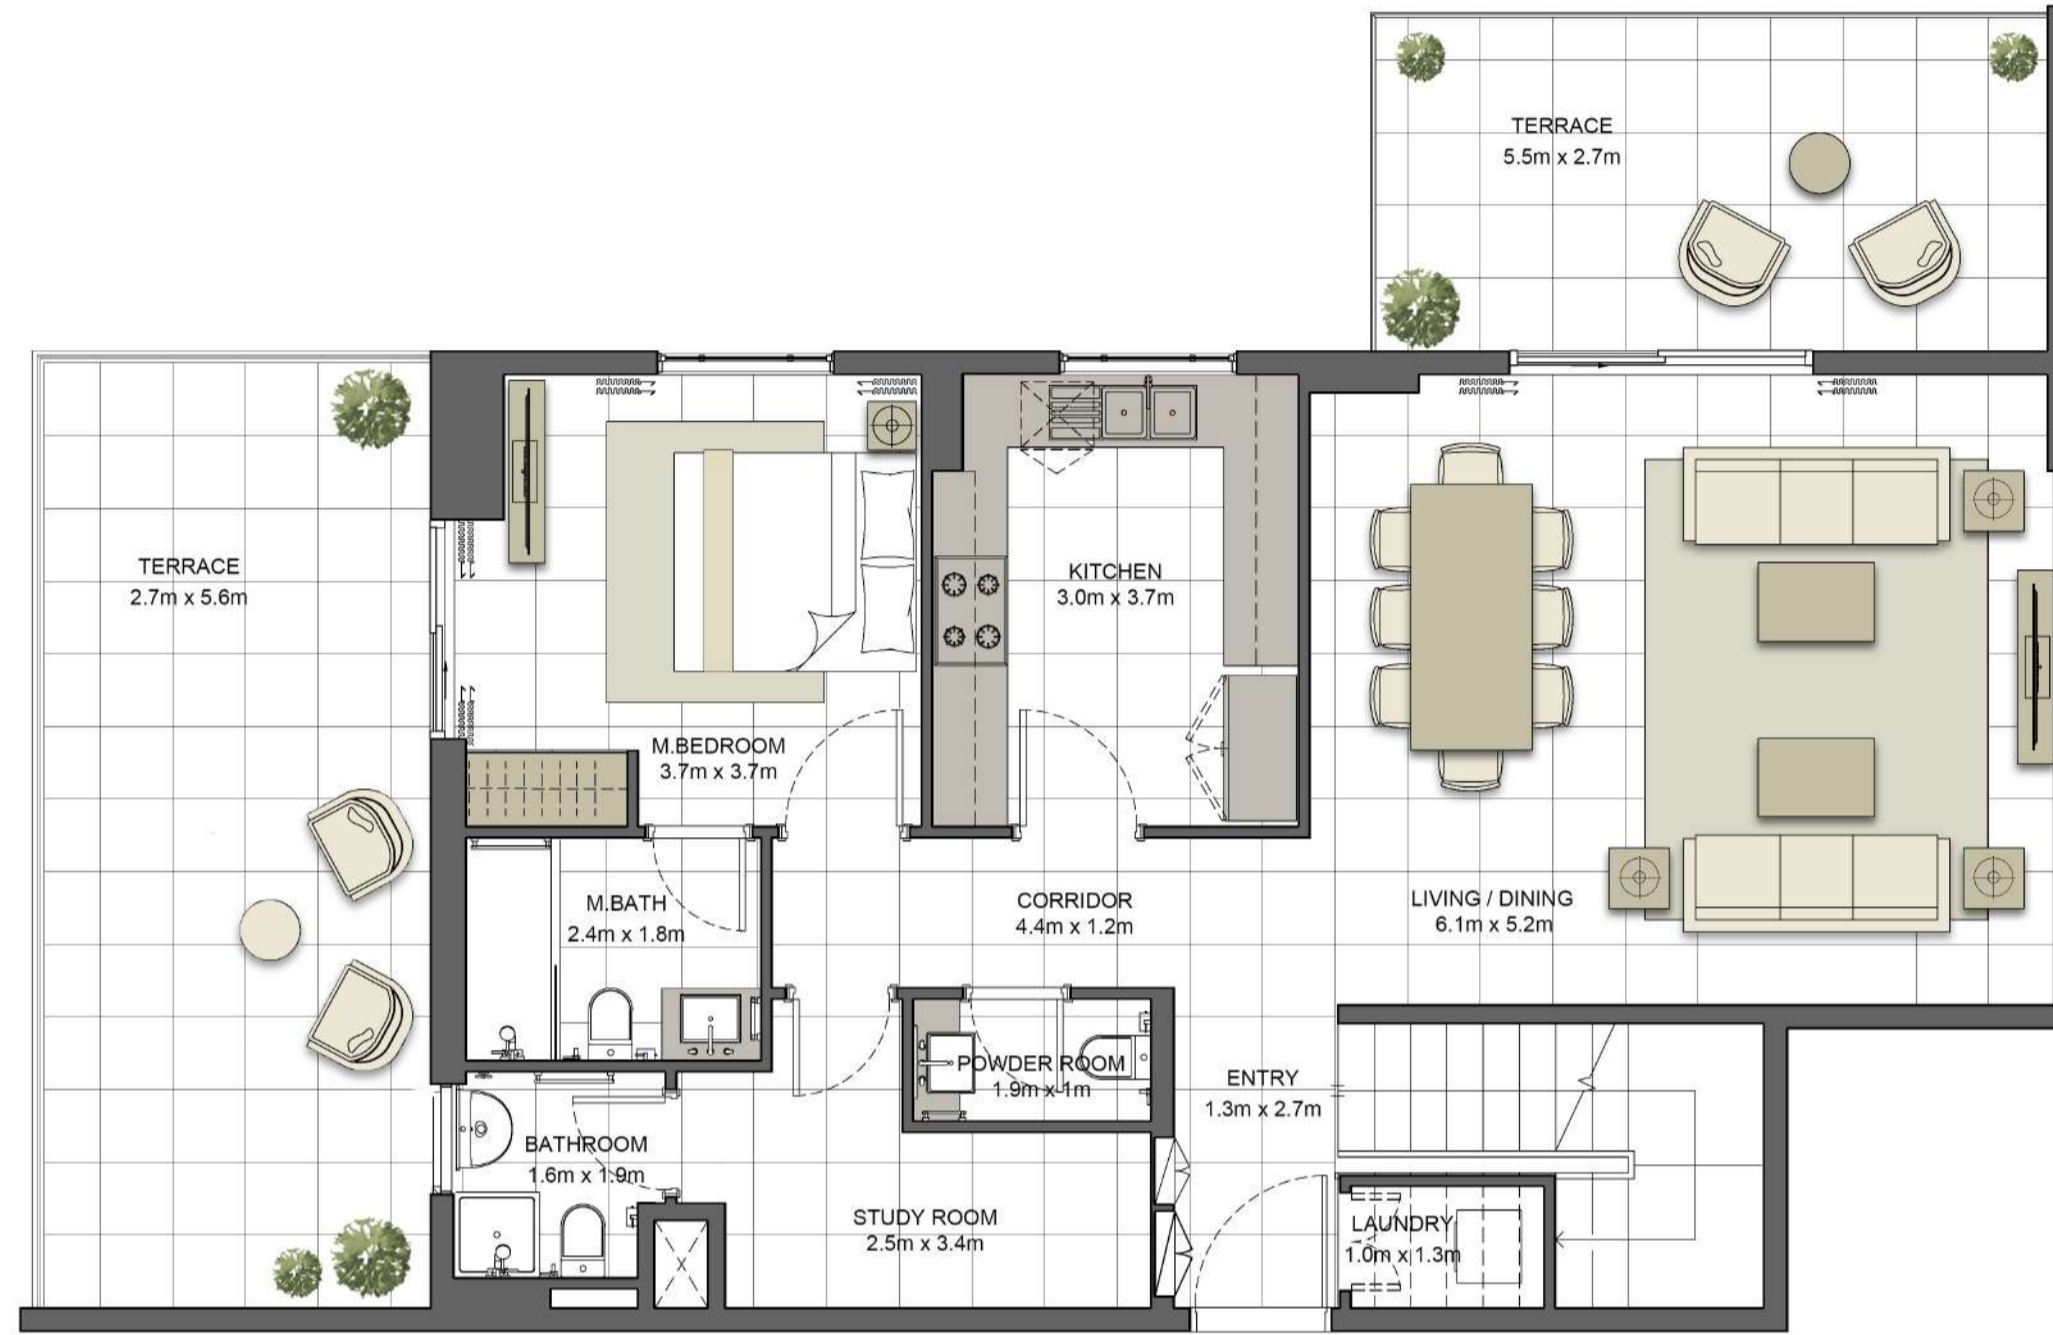 TERRACE
5.5m x 2.7m
TERRACE
2.7m x 5.6m
KITCHEN
3.0m x 3.7m
M.BEDROOM
3.7m x 3.7m
M.BATH
2.4m x 1.8m
CORRIDOR
4.4m x 1.2m
LIVING / DINING
6.1m x 5.2m
POWDER ROOM
1.9m x 1m
ENTRY
1.3m x 2.7m
BATHROOM
1.6m x 1.9m
STUDY ROOM
2.5m x 3.4m
LAUNDRY
1.0m x 1.3m